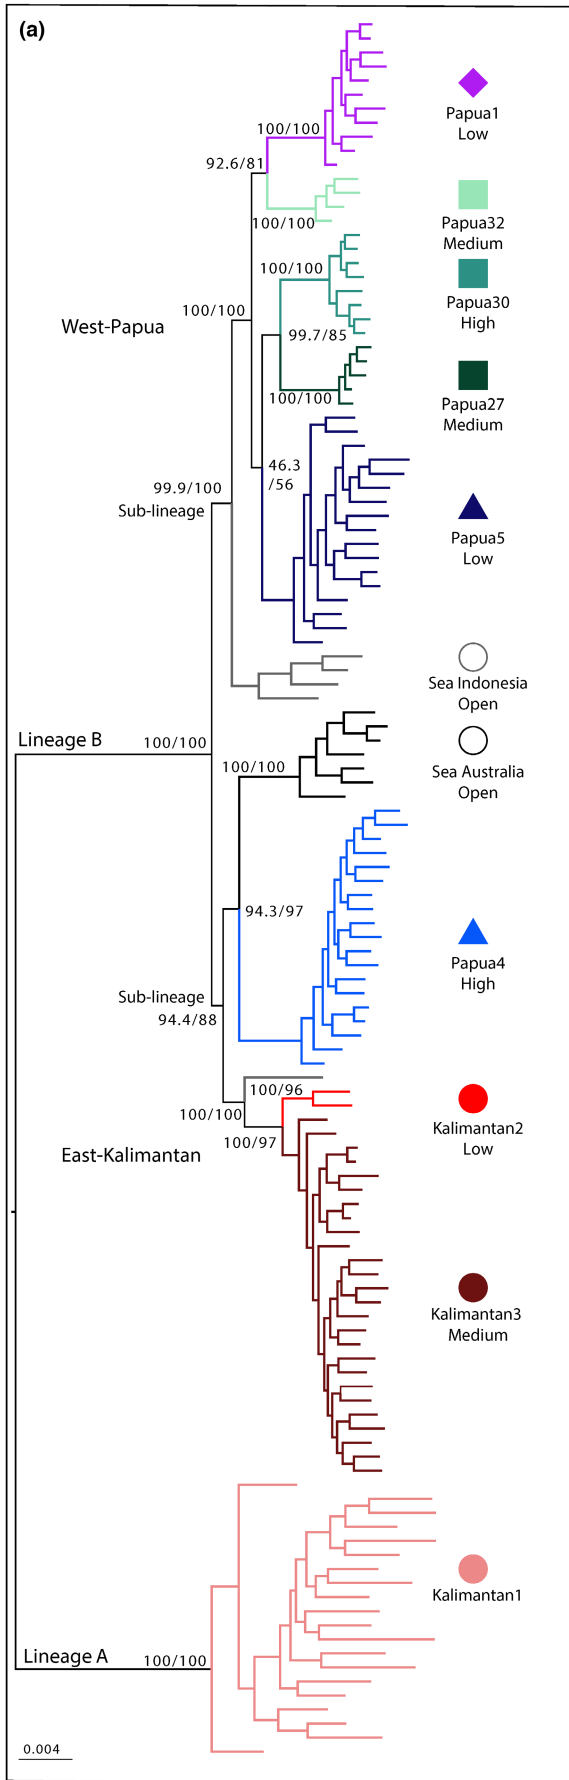 (a)
100/100
Papua1
Low
92.6/81
100/100
Papua32
Medium
100/100
Papua30
High
100/100
West-Papua
99.7/85
100/100
Papua27
Medium
46.3
/56
99.9/100
Sub-lineage
Papua5
Low
Sea Indonesia
Open
Lineage B
100/100
100/100
Sea Australia
Open
94.3/97
Papua4
High
Sub-lineage
94.4/88
100/96
100/100
Kalimantan2
Low
100/97
East-Kalimantan
Kalimantan3
Medium
Kalimantan1
Lineage A
100/100
0.004